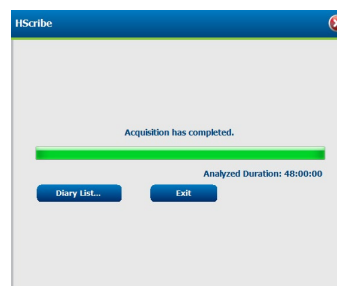 HScribe
Acquisition has completed.
Analyzed Duration: 48:00:00
Diary List... Exit